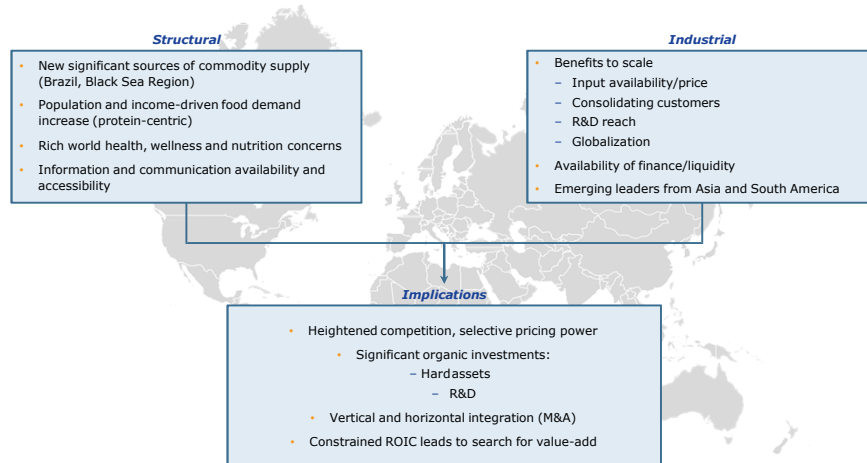 Structural
• New significant sources of commodity supply
(Brazil, Black Sea Region)
• Population and income-driven food demand
increase (protein-centric)
• Rich world health, wellness and nutrition concerns
• Information and communication availability and
accessibility
Industrial
• Benefits to scale
– Input availability/price
– Consolidating customers
– R&D reach
– Globalization
• Availability of finance/liquidity
• Emerging leaders from Asia and South America
Implications
• Heightened competition, selective pricing power
• Significant organic investments:
– Hard assets
– R&D
• Vertical and horizontal integration (M&A)
• Constrained ROIC leads to search for value-add